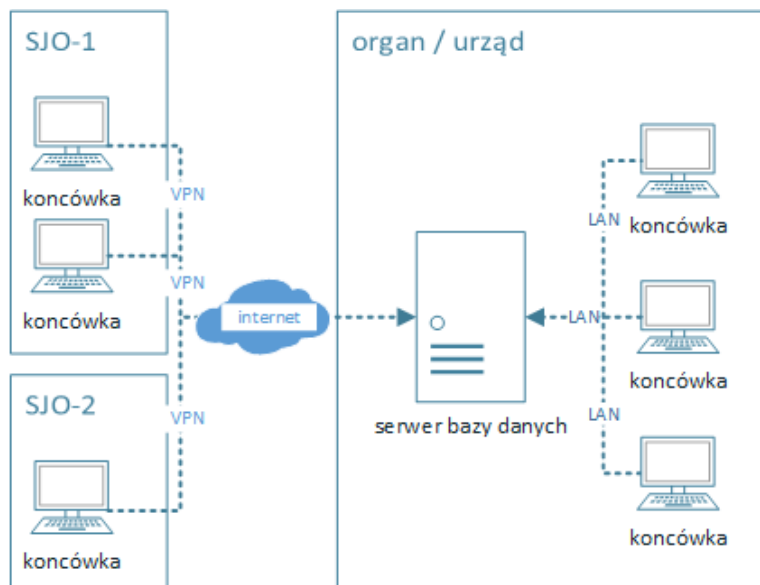 SJO-1
koncówka
VPN
koncówka
VPN
SJO-2
VPN
koncówka
internet
organ / urząd
serwer bazy danych
koncówka
LAN
LAN
koncówka
LAN
koncówka